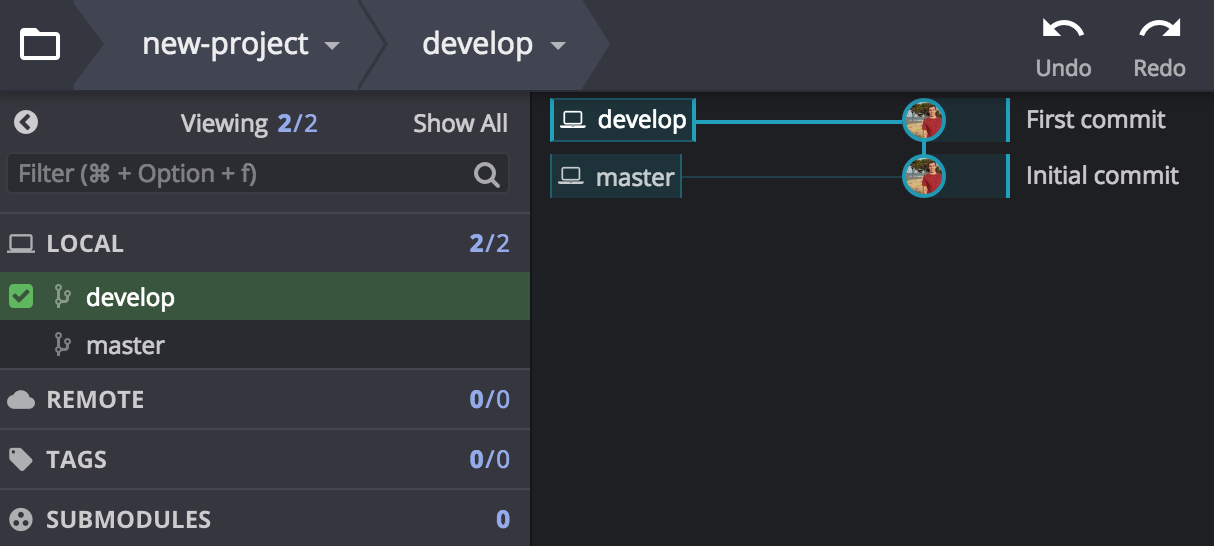 new-project develop Undo Redo
Viewing 2/2 Show All
Filter (⌘ + Option + f)
LOCAL 2/2
develop
master
REMOTE 0/0
TAGS 0/0
SUBMODULES 0
develop First commit
master Initial commit